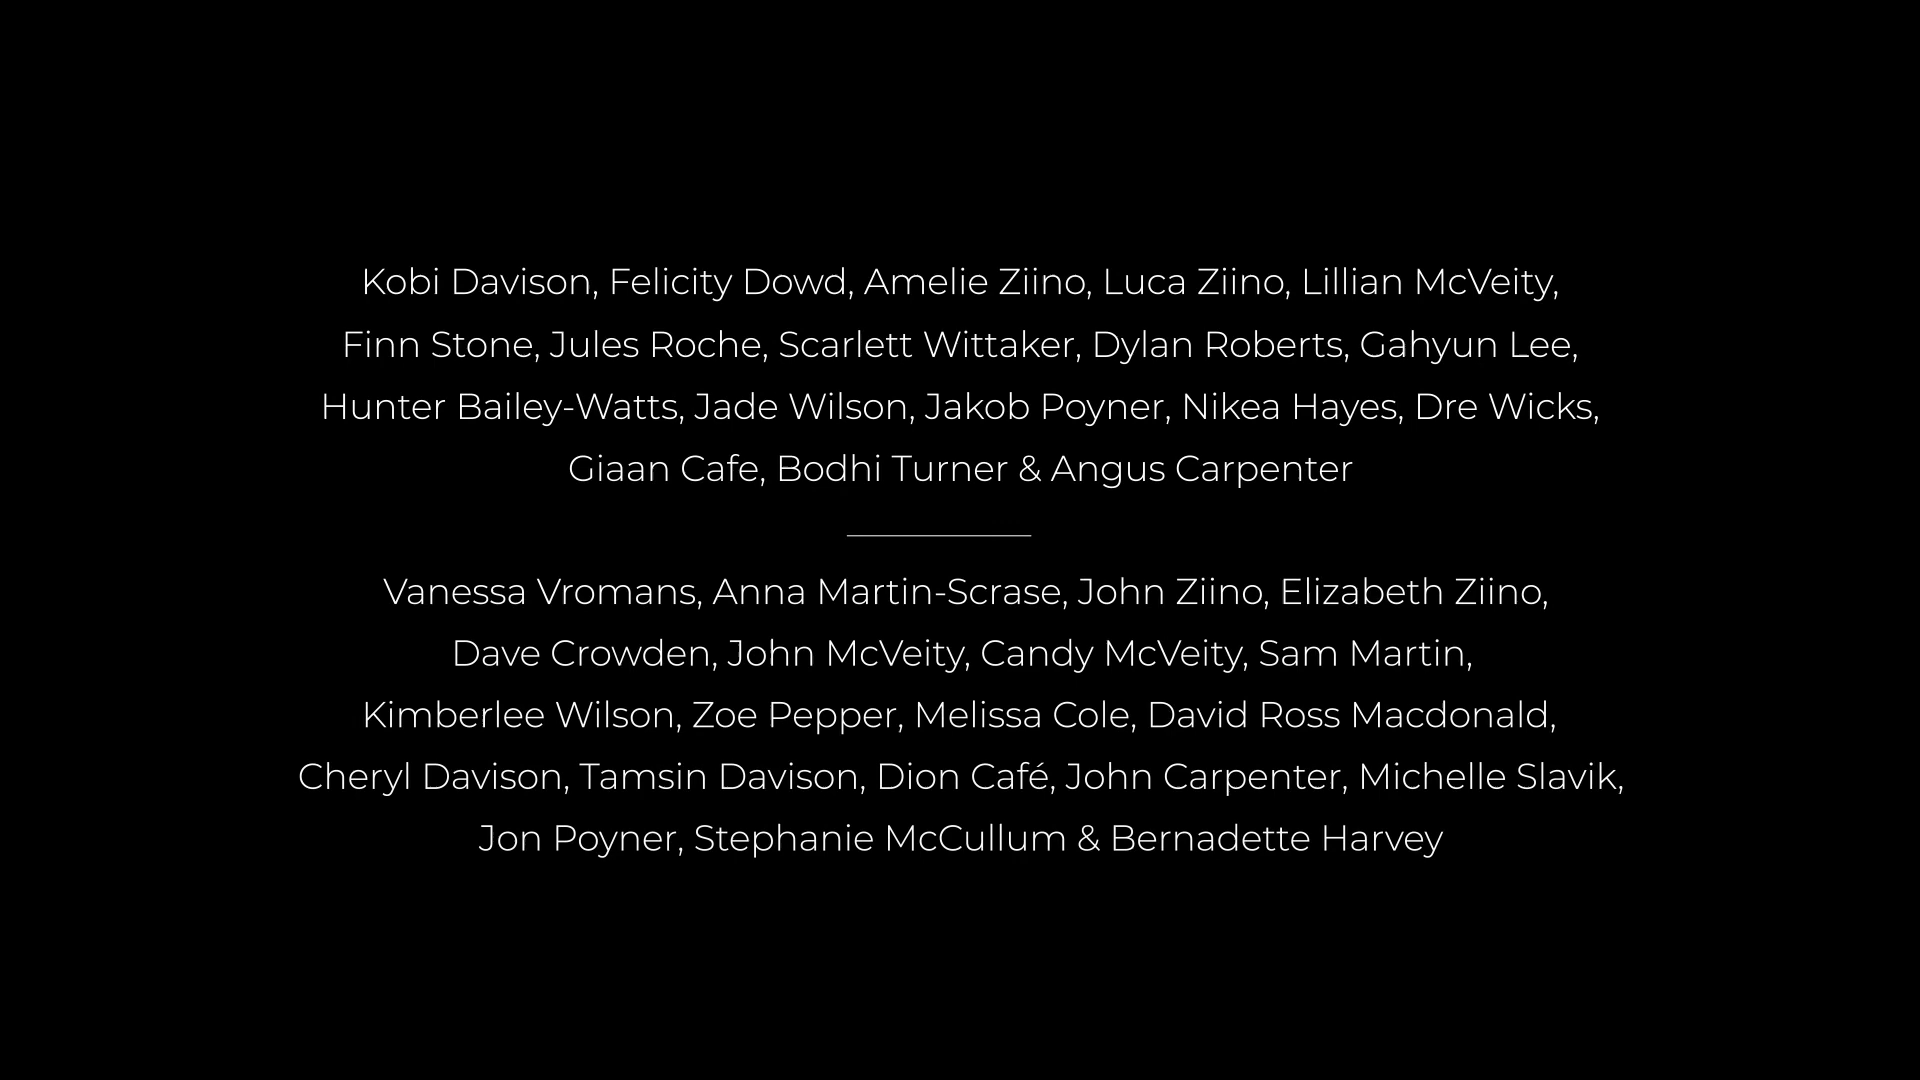 Kobi Davison, Felicity Dowd, Amelie Ziino, Luca Ziino, Lillian McVeity,
Finn Stone, Jules Roche, Scarlett Wittaker, Dylan Roberts, Gahyun Lee,
Hunter Bailey-Watts, Jade Wilson, Jakob Poyner, Nikea Hayes, Dre Wicks,
Giaan Cafe, Bodhi Turner & Angus Carpenter
Vanessa Vromans, Anna Martin-Scrase, John Ziino, Elizabeth Ziino,
Dave Crowden, John McVeity, Candy McVeity, Sam Martin,
Kimberlee Wilson, Zoe Pepper, Melissa Cole, David Ross Macdonald,
Cheryl Davison, Tamsin Davison, Dion Café, John Carpenter, Michelle Slavik,
Jon Poyner, Stephanie McCullum & Bernadette Harvey